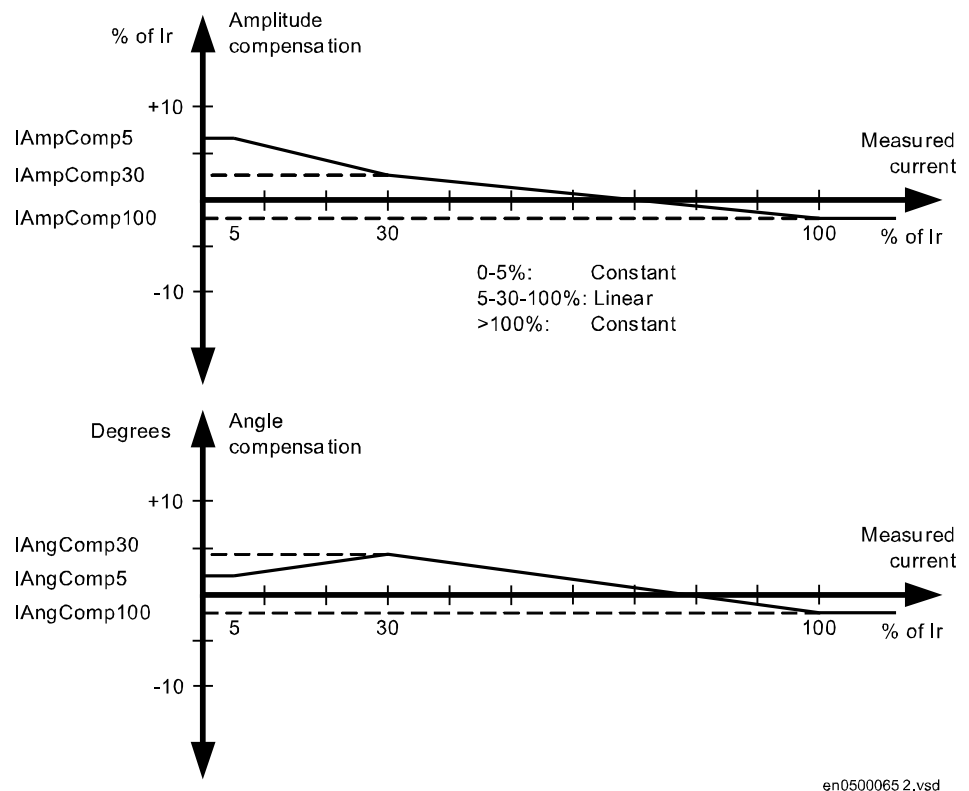 % of Ir
Amplitude
compensation
+10
IAmpComp5
Measured
current
IAmpComp30
IAmpComp100
5
30
100
% of Ir
0-5%: Constant
5-30-100%: Linear
>100%: Constant
-10
Degrees
Angle
compensation
+10
Measured
current
IAngComp30
IAngComp5
IAngComp100
5
30
100
% of Ir
-10
en0500065 2.vsd